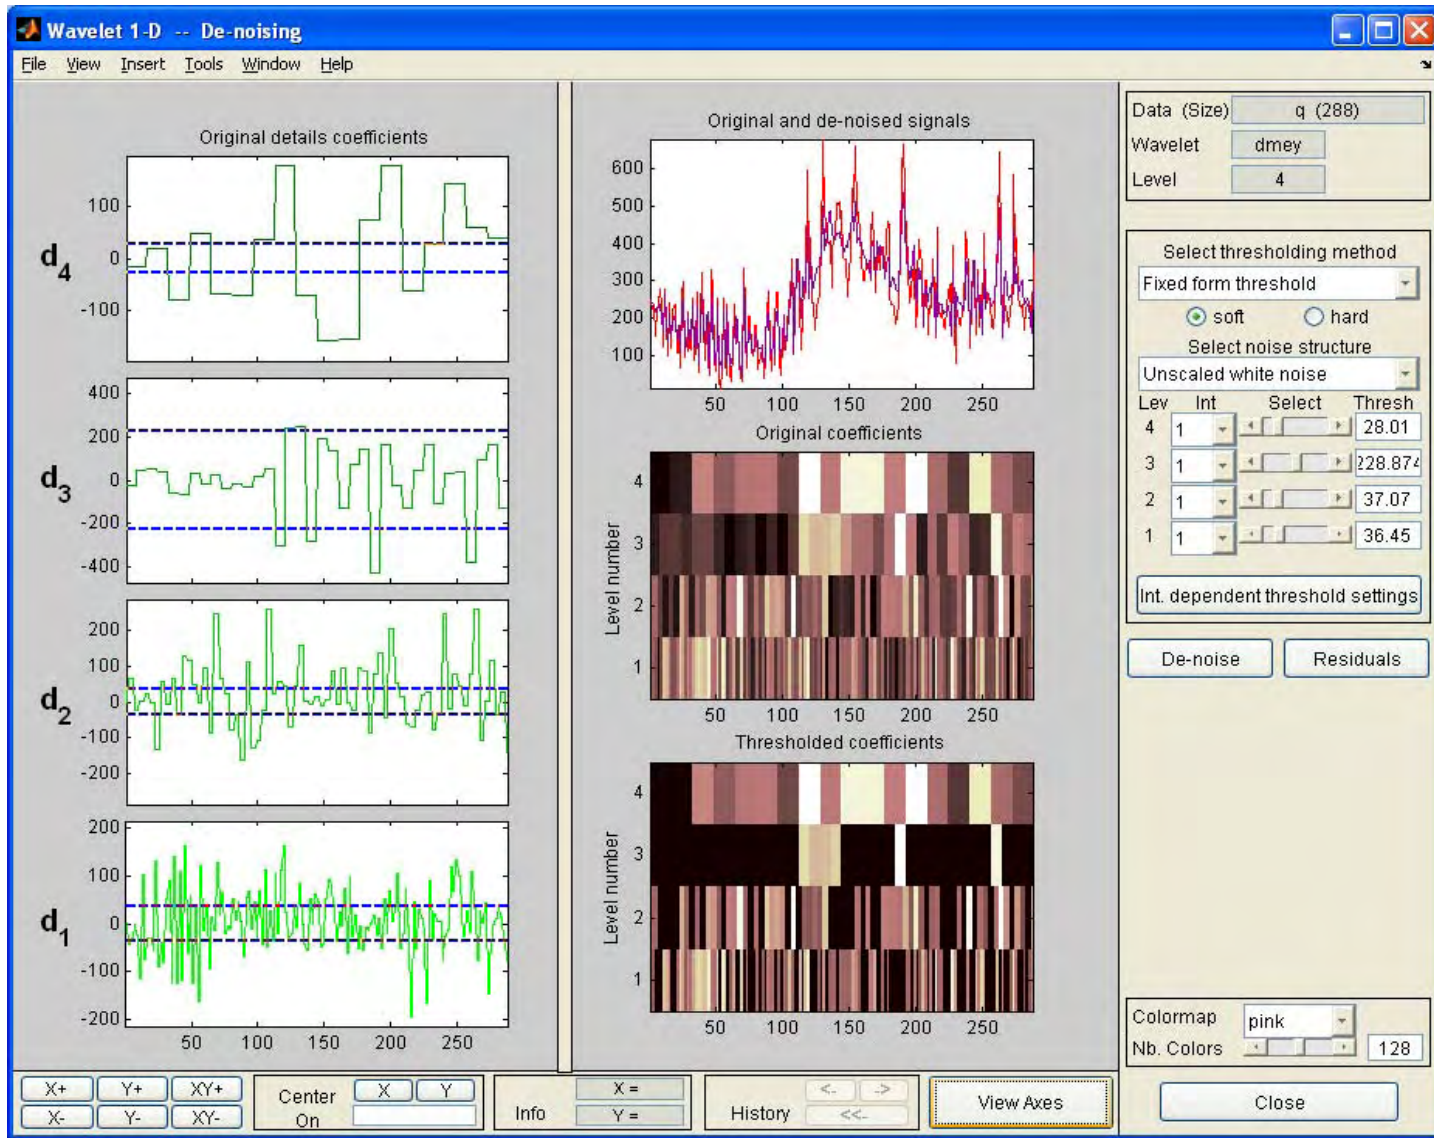 Wavelet 1-D -- De-noising
File View Insert Tools Window Help
Original details coefficients
d4
100
0
-100
d3
400
200
0
-200
-400
d2
200
100
0
-100
-200
d1
200
100
0
-100
-200
50 100 150 200 250
Original and de-noised signals
600
500
400
300
200
100
50 100 150 200 250
Original coefficients
Level number
4
3
2
1
50 100 150 200 250
Thresholded coefficients
Level number
4
3
2
1
50 100 150 200 250
Data (Size) q (288)
Wavelet dmey
Level 4
Select thresholding method
Fixed form threshold
soft hard
Select noise structure
Unscaled white noise
Lev Int Select Thresh
4 1 28.01
3 1 228.874
2 1 37.07
1 1 36.45
Int. dependent threshold settings
De-noise Residuals
Colormap pink
Nb. Colors 128
Close
X+ Y+ XY+
X- Y- XY-
Center On X Y
Info X = Y =
History <- -> <<-
View Axes